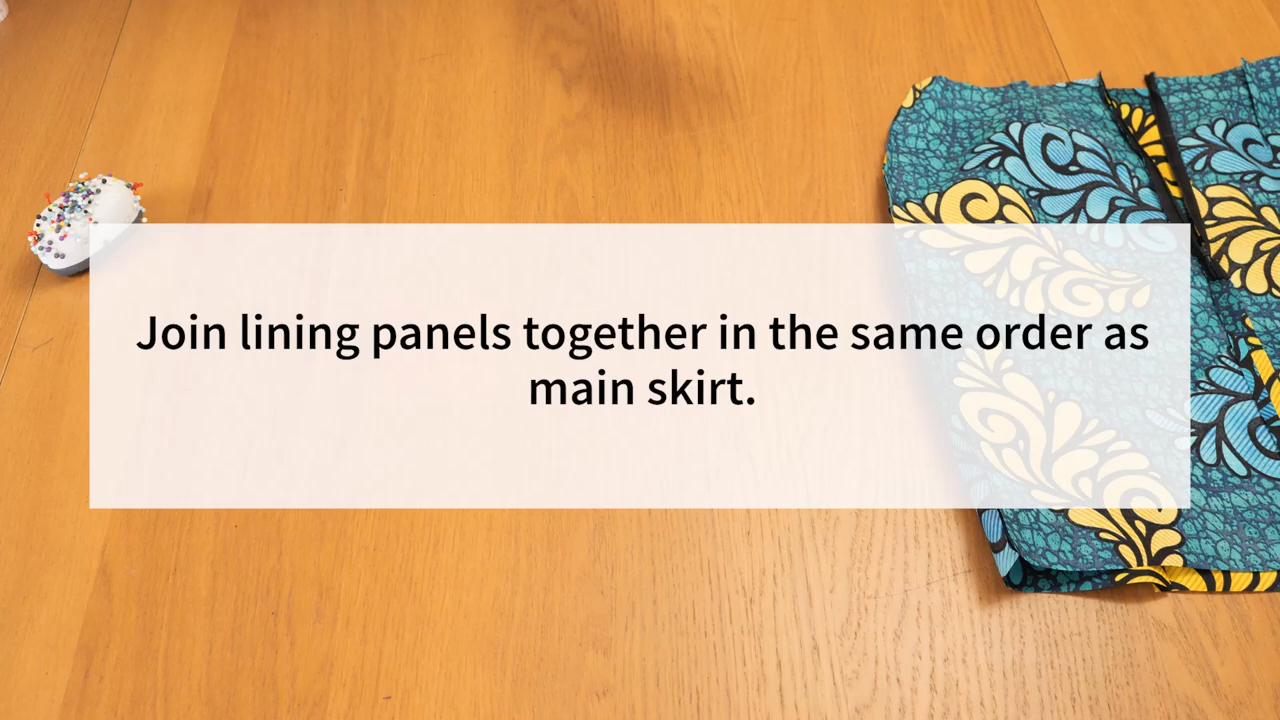 Join lining panels together in the same order as
main skirt.